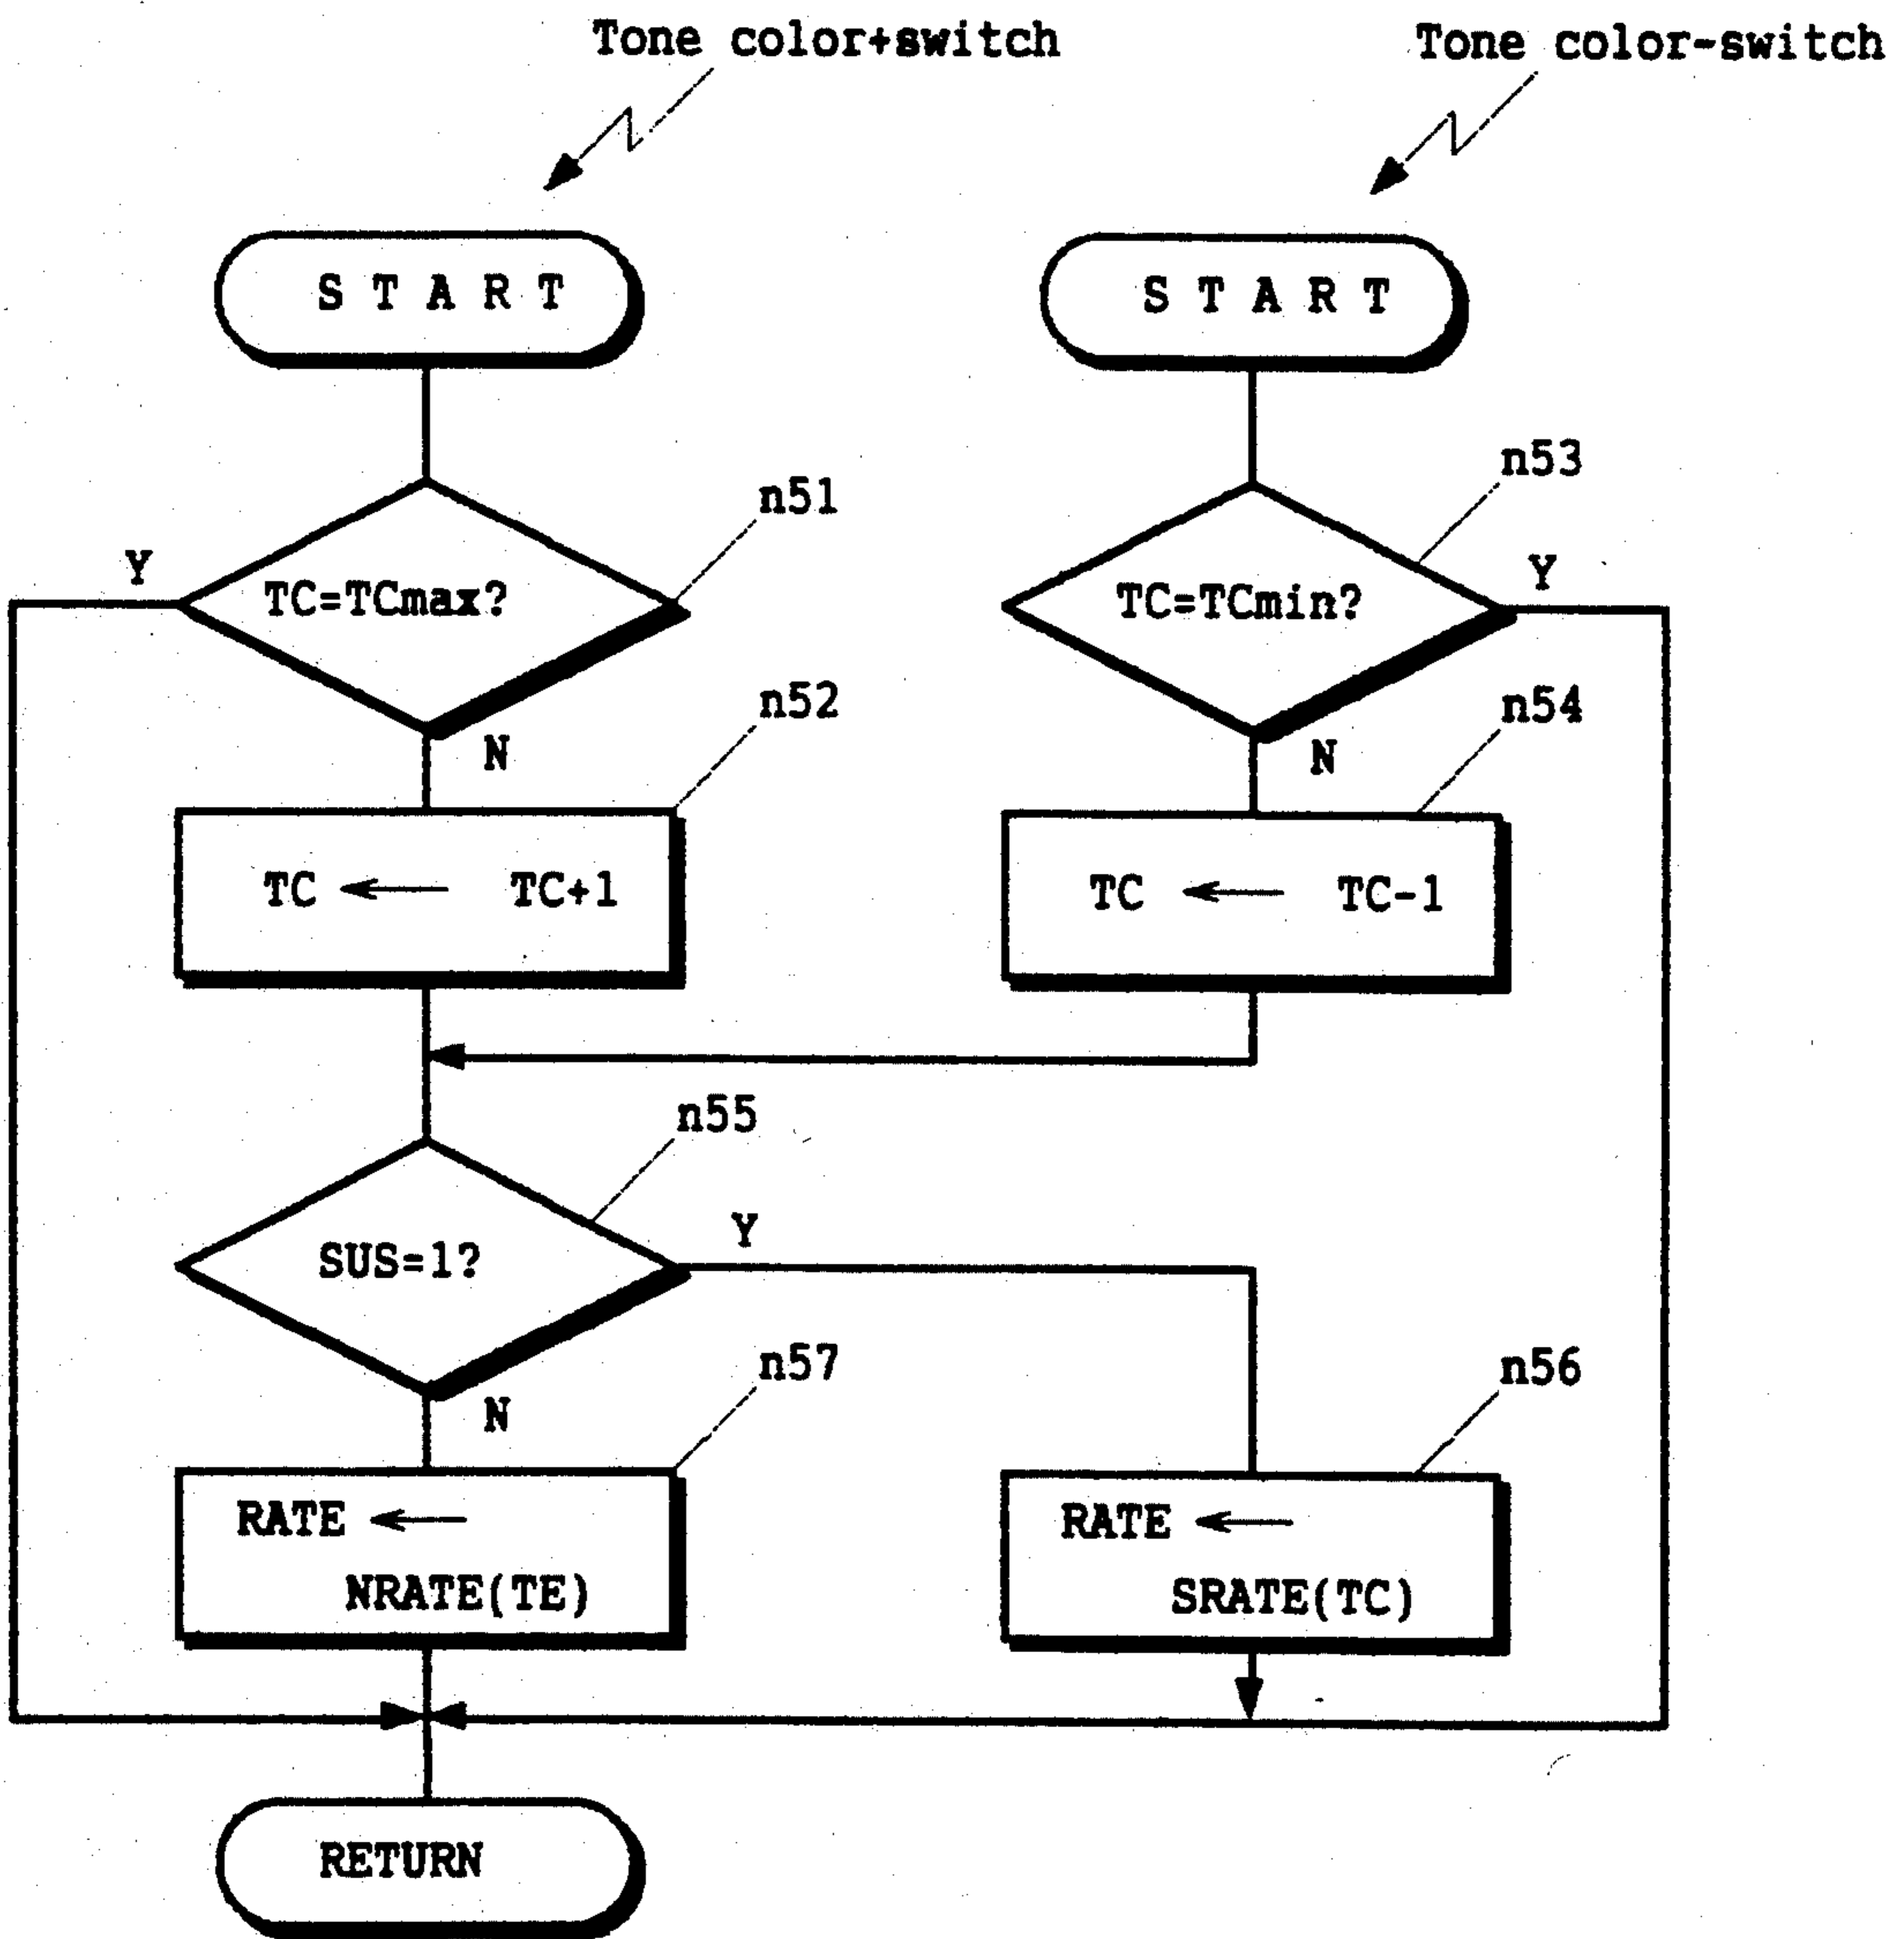 Tone color+switch
Tone color-switch
START
START
n51
n53
TC=TCmax?
Y
TC=TCmin?
Y
N
n52
N
n54
TC ← TC+1
TC ← TC-1
n55
SUS=1?
Y
N
n57
n56
RATE ←
NRATE(TE)
RATE ←
SRATE(TC)
RETURN